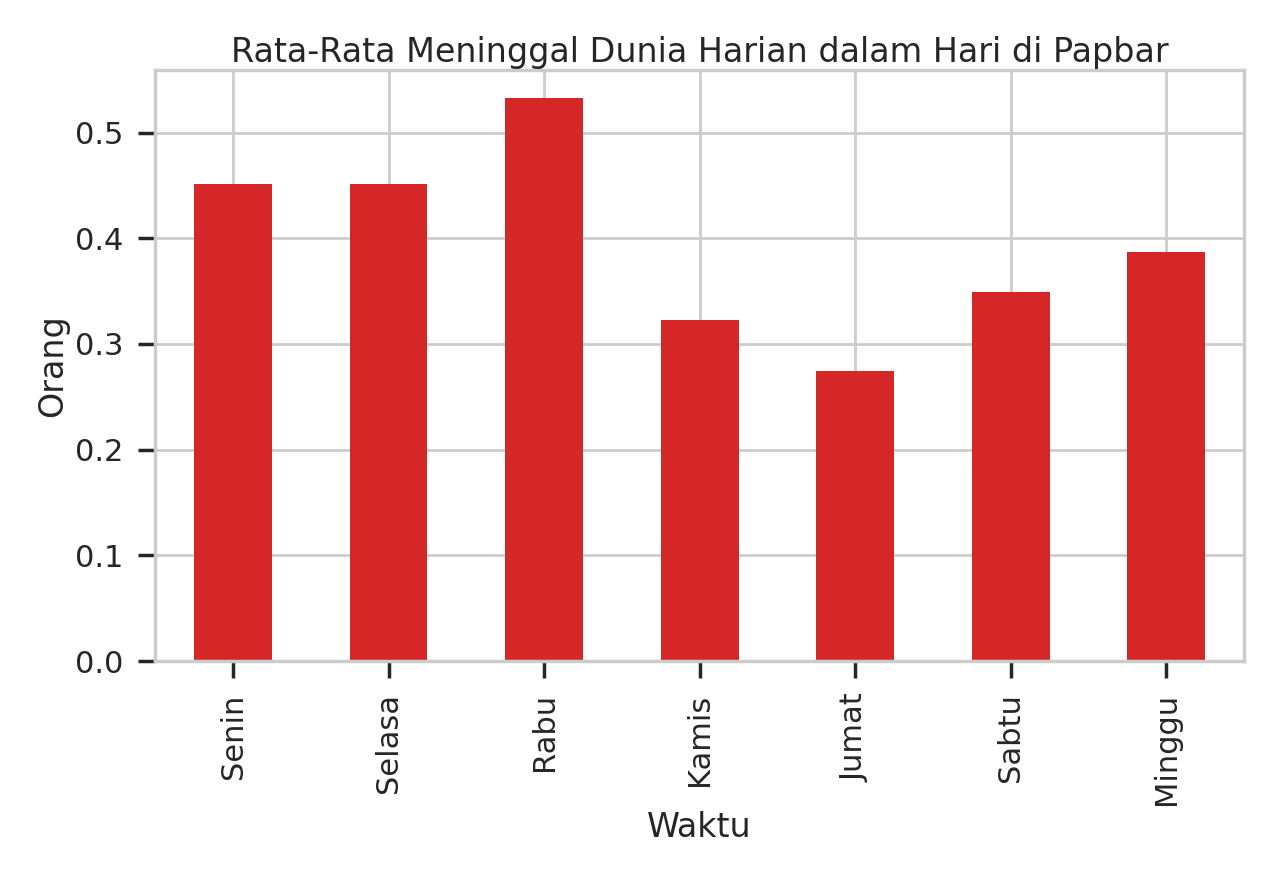 Rata-Rata Meninggal Dunia Harian dalam Hari di Papbar
Orang
0.5
0.4
0.3
0.2
0.1
0.0
Senin
Selasa
Rabu
Kamis
Jumat
Sabtu
Minggu
Waktu